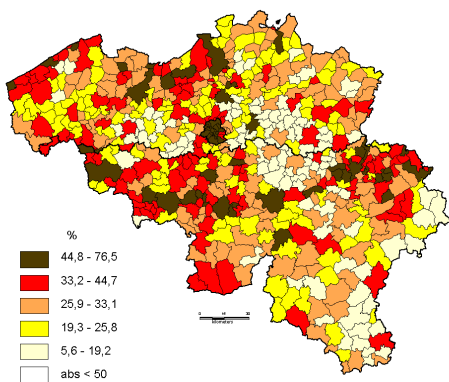 %
44,8 - 76,5
33,2 - 44,7
25,9 - 33,1
19,3 - 25,8
5,6 - 19,2
abs < 50
kilometers